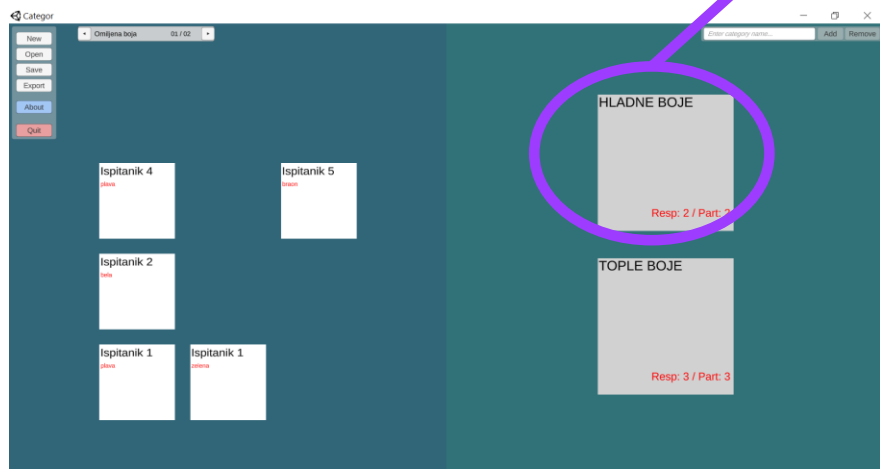 Categor
New
Open
Save
Export
About
Quit
Omiljena boja 01 / 02
Enter category name...
Add Remove
Ispitanik 4
plava
Ispitanik 5
Ispitanik 2
bela
Ispitanik 1
plava
Ispitanik 1
zelena
HLADNE BOJE
Resp: 2 / Part: 2
TOPLE BOJE
Resp: 3 / Part: 3